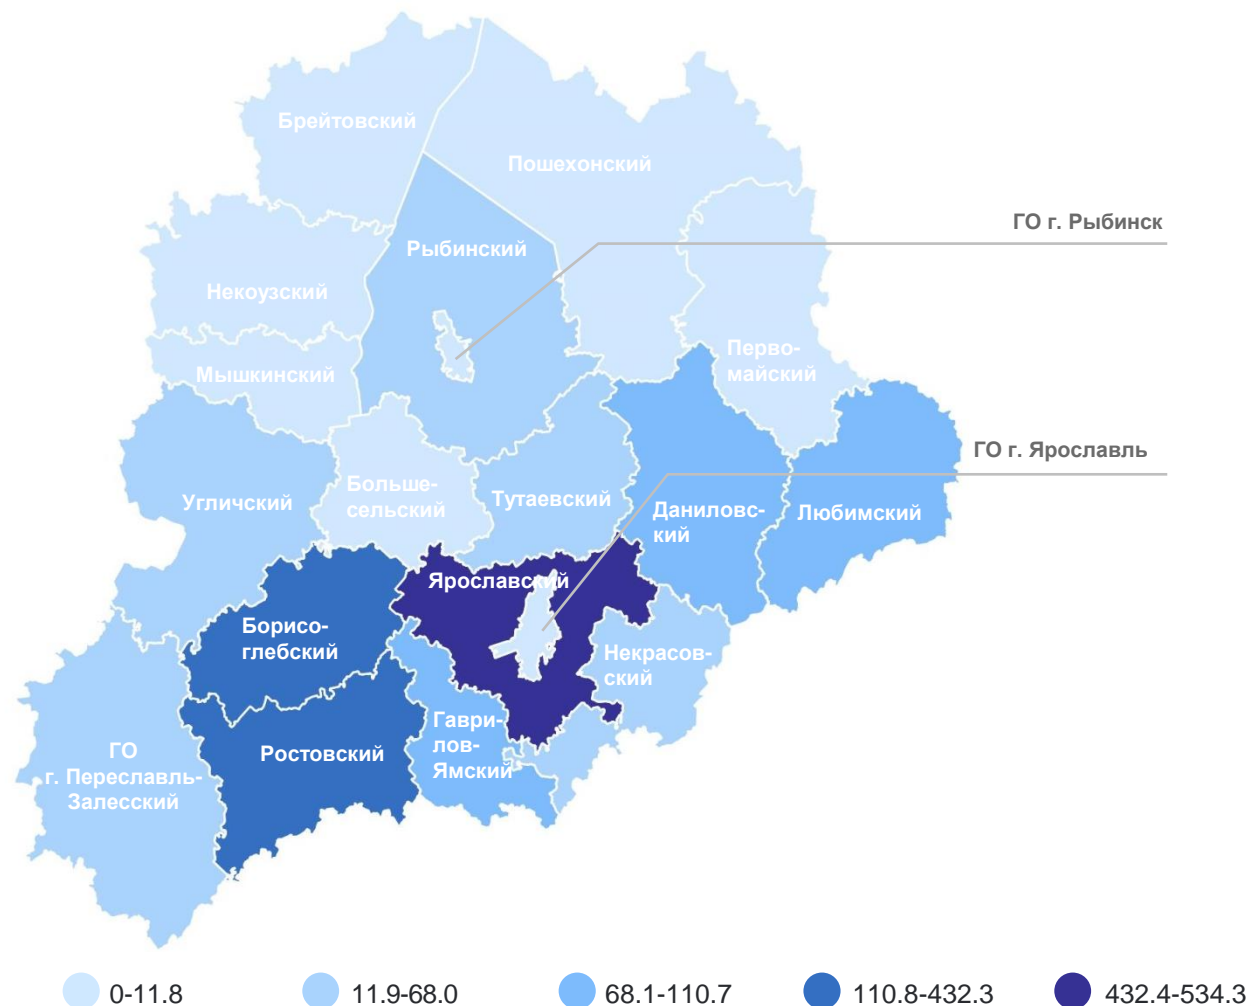 Брейтовский
Пошехонский
ГО г. Рыбинск
Рыбинский
Некоузский
Перво-
майский
Мышкинский
ГО г. Ярославль
Больше-
сельский
Угличский
Тутаевский
Даниловс-
кий
Любимский
Ярославский
Борисо-
глебский
Некрасов-
ский
Гаври-
лов-
Ямский
Ростовский
ГО
г. Переславль-
Залесский
0-11.8
11.9-68.0
68.1-110.7
110.8-432.3
432.4-534.3